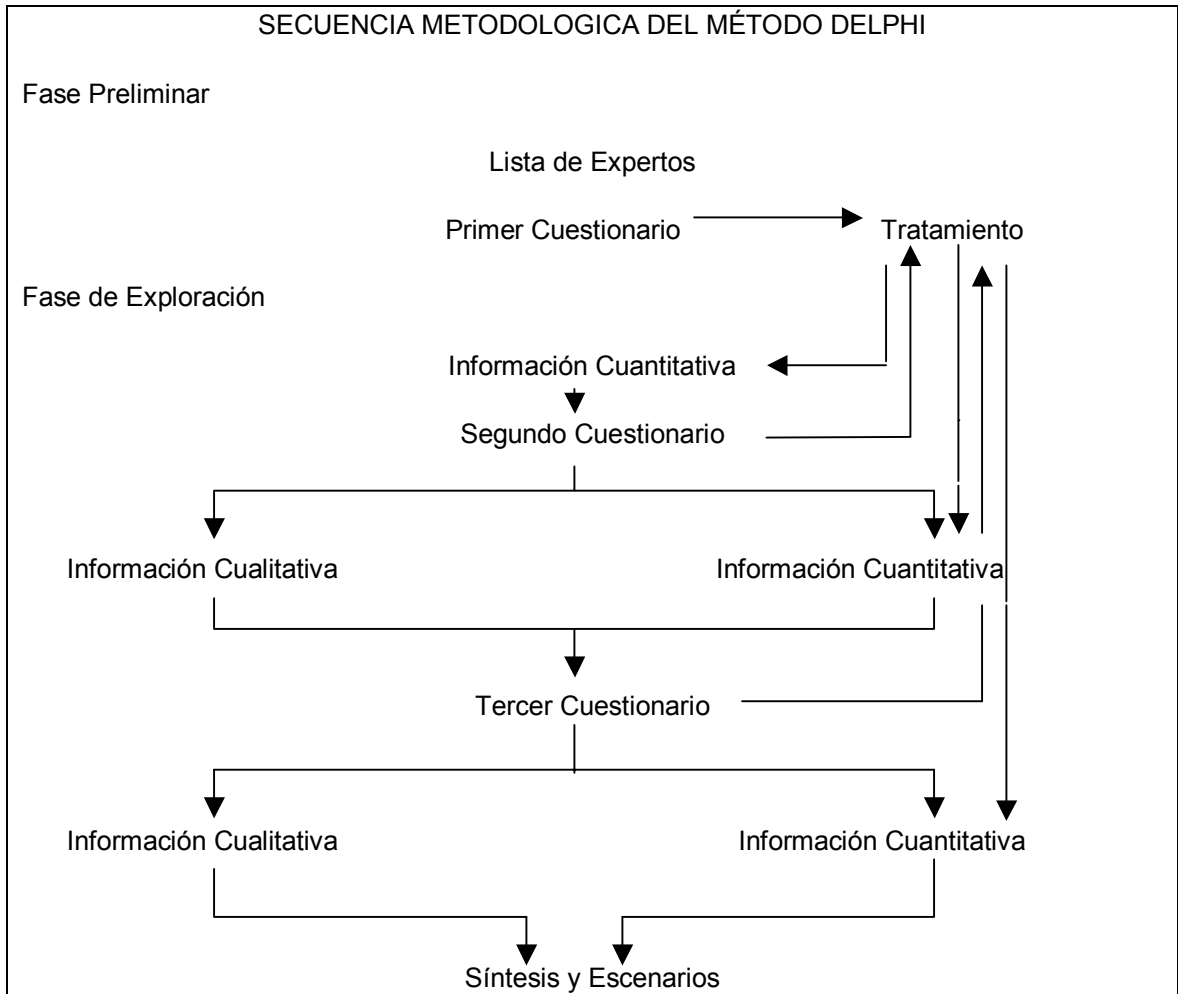 SECUENCIA METODOLOGICA DEL MÉTODO DELPHI
Fase Preliminar
Lista de Expertos
Primer Cuestionario
Tratamiento
Fase de Exploración
Información Cuantitativa
Segundo Cuestionario
Información Cualitativa
Información Cuantitativa
Tercer Cuestionario
Información Cualitativa
Información Cuantitativa
Síntesis y Escenarios